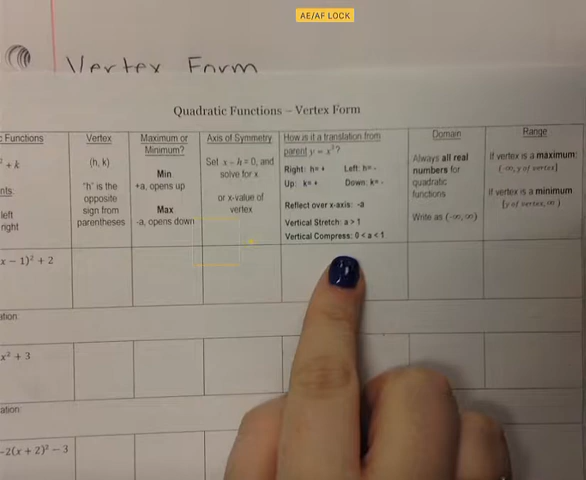 AE/AF LOCK
Vertex Form
Quadratic Functions – Vertex Form
Functions
Vertex
Maximum or
Minimum?
Axis of Symmetry
How is it a translation from
parent y = x²?
Domain
Range
² + k
(h, k)
"h" is the
opposite
sign from
parentheses
Min
+a, opens up
Max
-a, opens down
Set x – h = 0, and
solve for x
or x-value of
vertex
Right: h= + Left: h= -
Up: k= + Down: k= -
Reflect over x-axis: -a
Vertical Stretch: a > 1
Vertical Compress: 0 < a < 1
Always all real
numbers for
quadratic
functions
Write as (-∞, ∞)
If vertex is a maximum:
(-∞, y of vertex]
If vertex is a minimum
[y of vertex, ∞)
nts:
left
right
x – 1)² + 2
ation:
x² + 3
ation:
-2(x + 2)² – 3